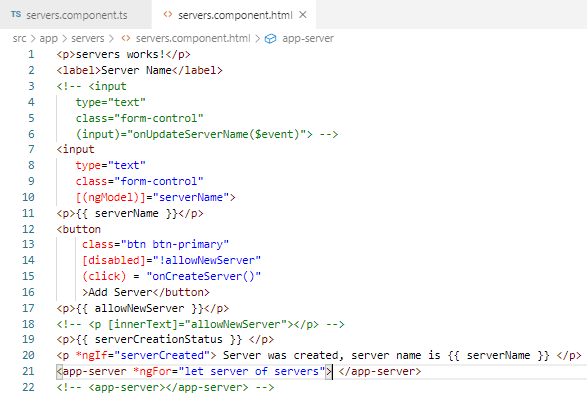 TS servers.component.ts
<> servers.component.html ×
src > app > servers > <> servers.component.html > app-server
1 <p>servers works!</p>
2 <label>Server Name</label>
3 <!-- <input
4 type="text"
5 class="form-control"
6 (input)="onUpdateServerName($event)"> -->
7 <input
8 type="text"
9 class="form-control"
10 [(ngModel)]="serverName">
11 <p>{{ serverName }}</p>
12 <button
13 class="btn btn-primary"
14 [disabled]="!allowNewServer"
15 (click) = "onCreateServer()"
16 >Add Server</button>
17 <p>{{ allowNewServer }}</p>
18 <!-- <p [innerText]="allowNewServer"></p> -->
19 <p>{{ serverCreationStatus }} </p>
20 <p *ngIf="serverCreated"> Server was created, server name is {{ serverName }} </p>
21 <app-server *ngFor="let server of servers"> </app-server>
22 <!-- <app-server></app-server> -->